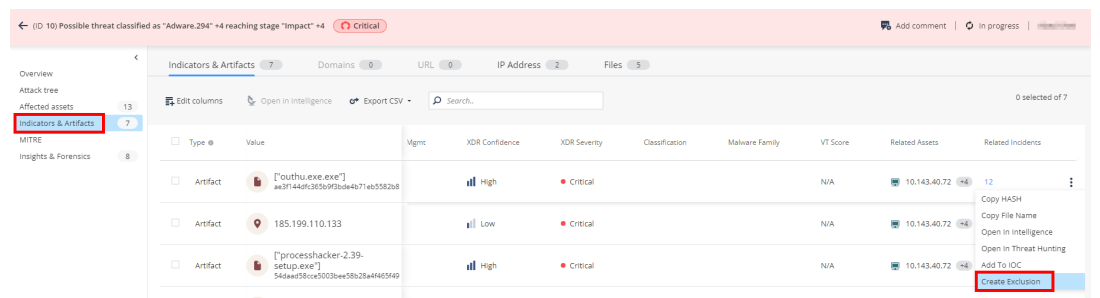 ← (ID 10) Possible threat classified as "Adware.294" +4 reaching stage "Impact" +4 Critical Add comment | In progress |
Overview
Attack tree
Affected assets 13
Indicators & Artifacts 7
MITRE
Insights & Forensics 8
Indicators & Artifacts 7 Domains 0 URL 0 IP Address 2 Files 5
Edit columns Open in Intelligence Export CSV Search.. 0 selected of 7
Type Value Mgmt XDR Confidence XDR Severity Classification Malware Family VT Score Related Assets Related Incidents
Artifact ["outhu.exe.exe"] High Critical N/A 10.143.40.72 +4 12
ae3f144dfc365b9f3bde4b71eb5582b8
Artifact 185.199.110.133 Low Critical N/A 10.143.40.72 +4
Artifact ["processhacker-2.39-
setup.exe"] High Critical N/A 10.143.40.72 +4
54daad58cce5003bee58b28a4f465f49
Copy HASH
Copy File Name
Open In Intelligence
Open In Threat Hunting
Add To IOC
Create Exclusion